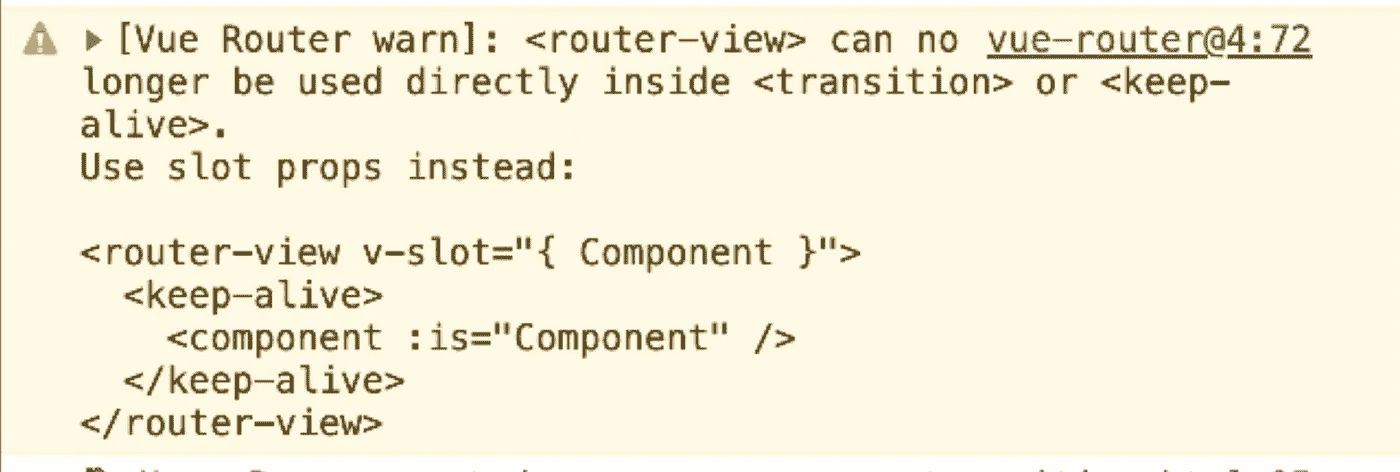 [Vue Router warn]: <router-view> can no vue-router@4:72
longer be used directly inside <transition> or <keep-
alive>.
Use slot props instead:
<router-view v-slot="{ Component }">
<keep-alive>
<component :is="Component" />
</keep-alive>
</router-view>